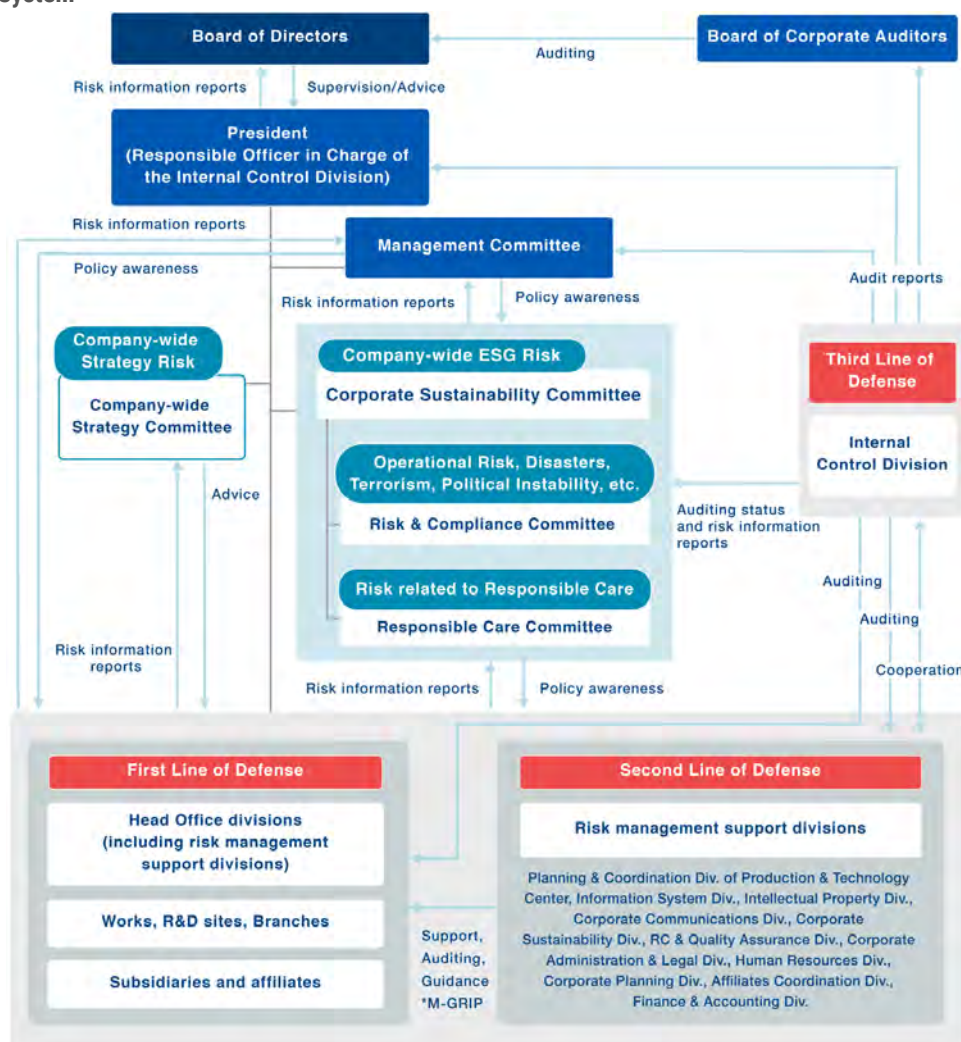 System
Board of Directors
Board of Corporate Auditors
Auditing
Risk information reports
Supervision/Advice
President
(Responsible Officer in Charge of
the Internal Control Division)
Risk information reports
Management Committee
Policy awareness
Audit reports
Risk information reports
Policy awareness
Company-wide
Strategy Risk
Company-wide
Strategy Committee
Company-wide ESG Risk
Corporate Sustainability Committee
Third Line of
Defense
Internal
Control Division
Operational Risk, Disasters,
Terrorism, Political Instability, etc.
Risk & Compliance Committee
Advice
Auditing status
and risk information
reports
Risk related to Responsible Care
Responsible Care Committee
Auditing
Auditing
Cooperation
Risk information
reports
Risk information reports
Policy awareness
First Line of Defense
Head Office divisions
(including risk management
support divisions)
Works, R&D sites, Branches
Subsidiaries and affiliates
Support,
Auditing,
Guidance
*M-GRIP
Second Line of Defense
Risk management support divisions
Planning & Coordination Div. of Production & Technology
Center, Information System Div., Intellectual Property Div.,
Corporate Communications Div., Corporate
Sustainability Div., RC & Quality Assurance Div., Corporate
Administration & Legal Div., Human Resources Div.,
Corporate Planning Div., Affiliates Coordination Div.,
Finance & Accounting Div.